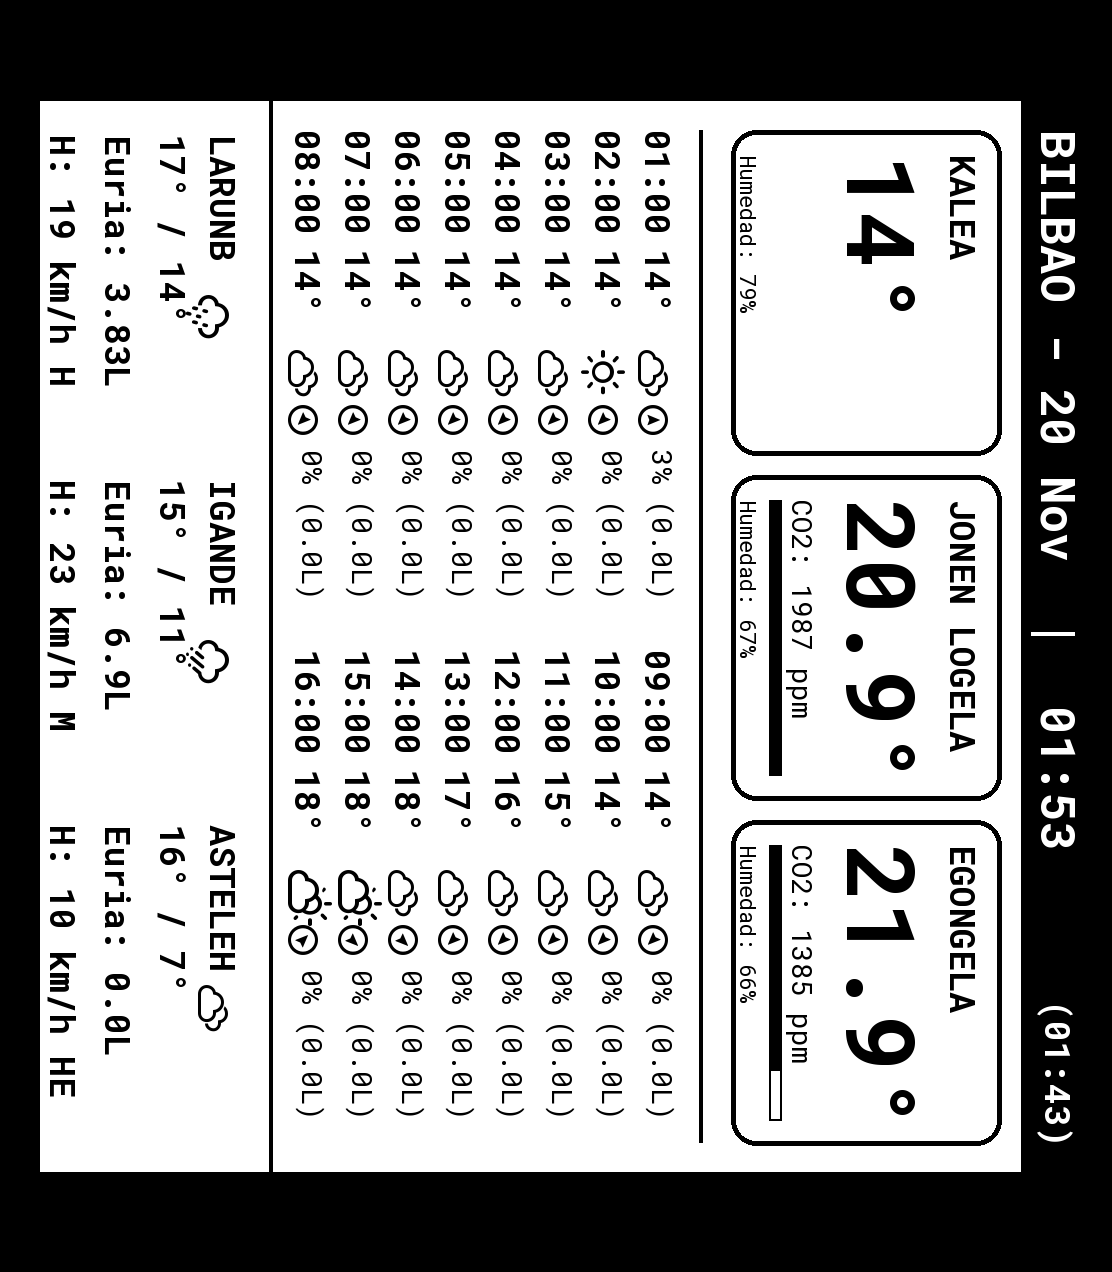 BILBAO - 20 Nov | 01:53 (01:43)
KALEA
14°
Humedad: 79%
JONEN LOGELA
20.9°
CO2: 1987 ppm
Humedad: 67%
EGONGELA
21.9°
CO2: 1385 ppm
Humedad: 66%
01:00 14° 3% (0.0L)
02:00 14° 0% (0.0L)
03:00 14° 0% (0.0L)
04:00 14° 0% (0.0L)
05:00 14° 0% (0.0L)
06:00 14° 0% (0.0L)
07:00 14° 0% (0.0L)
08:00 14° 0% (0.0L)
09:00 14° 0% (0.0L)
10:00 14° 0% (0.0L)
11:00 15° 0% (0.0L)
12:00 16° 0% (0.0L)
13:00 17° 0% (0.0L)
14:00 18° 0% (0.0L)
15:00 18° 0% (0.0L)
16:00 18° 0% (0.0L)
LARUNB
17° / 14°
Euria: 3.83L
H: 19 km/h H
IGANDE
15° / 11°
Euria: 6.9L
H: 23 km/h M
ASTELEH
16° / 7°
Euria: 0.0L
H: 10 km/h HE